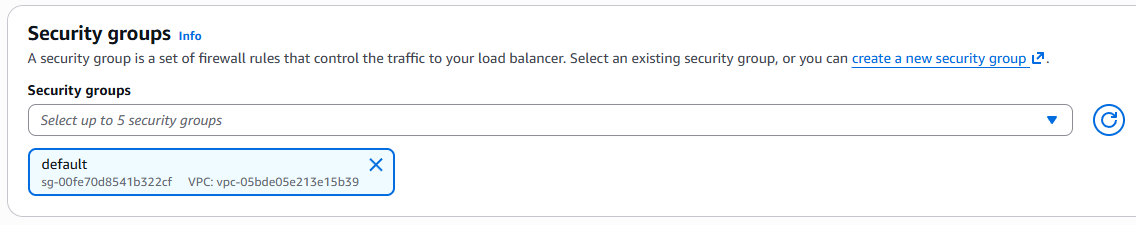 Security groups Info
A security group is a set of firewall rules that control the traffic to your load balancer. Select an existing security group, or you can create a new security group.
Security groups
Select up to 5 security groups
default
sg-00fe70d8541b322cf VPC: vpc-05bde05e213e15b39